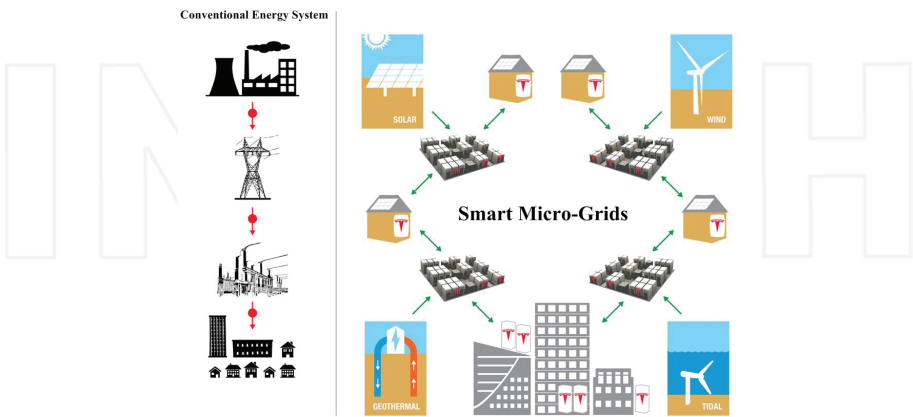 Conventional Energy System
SOLAR
WIND
Smart Micro-Grids
GEOTHERMAL
TIDAL